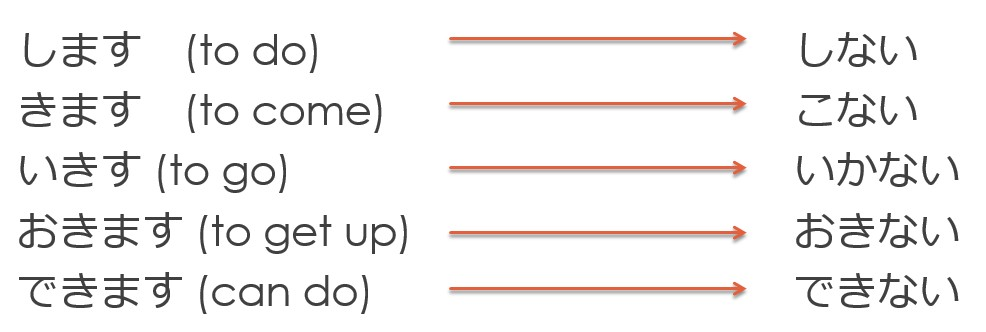 します　(to do) しない
きます　(to come) こない
いきす (to go) いかない
おきます (to get up) おきない
できます (can do) できない